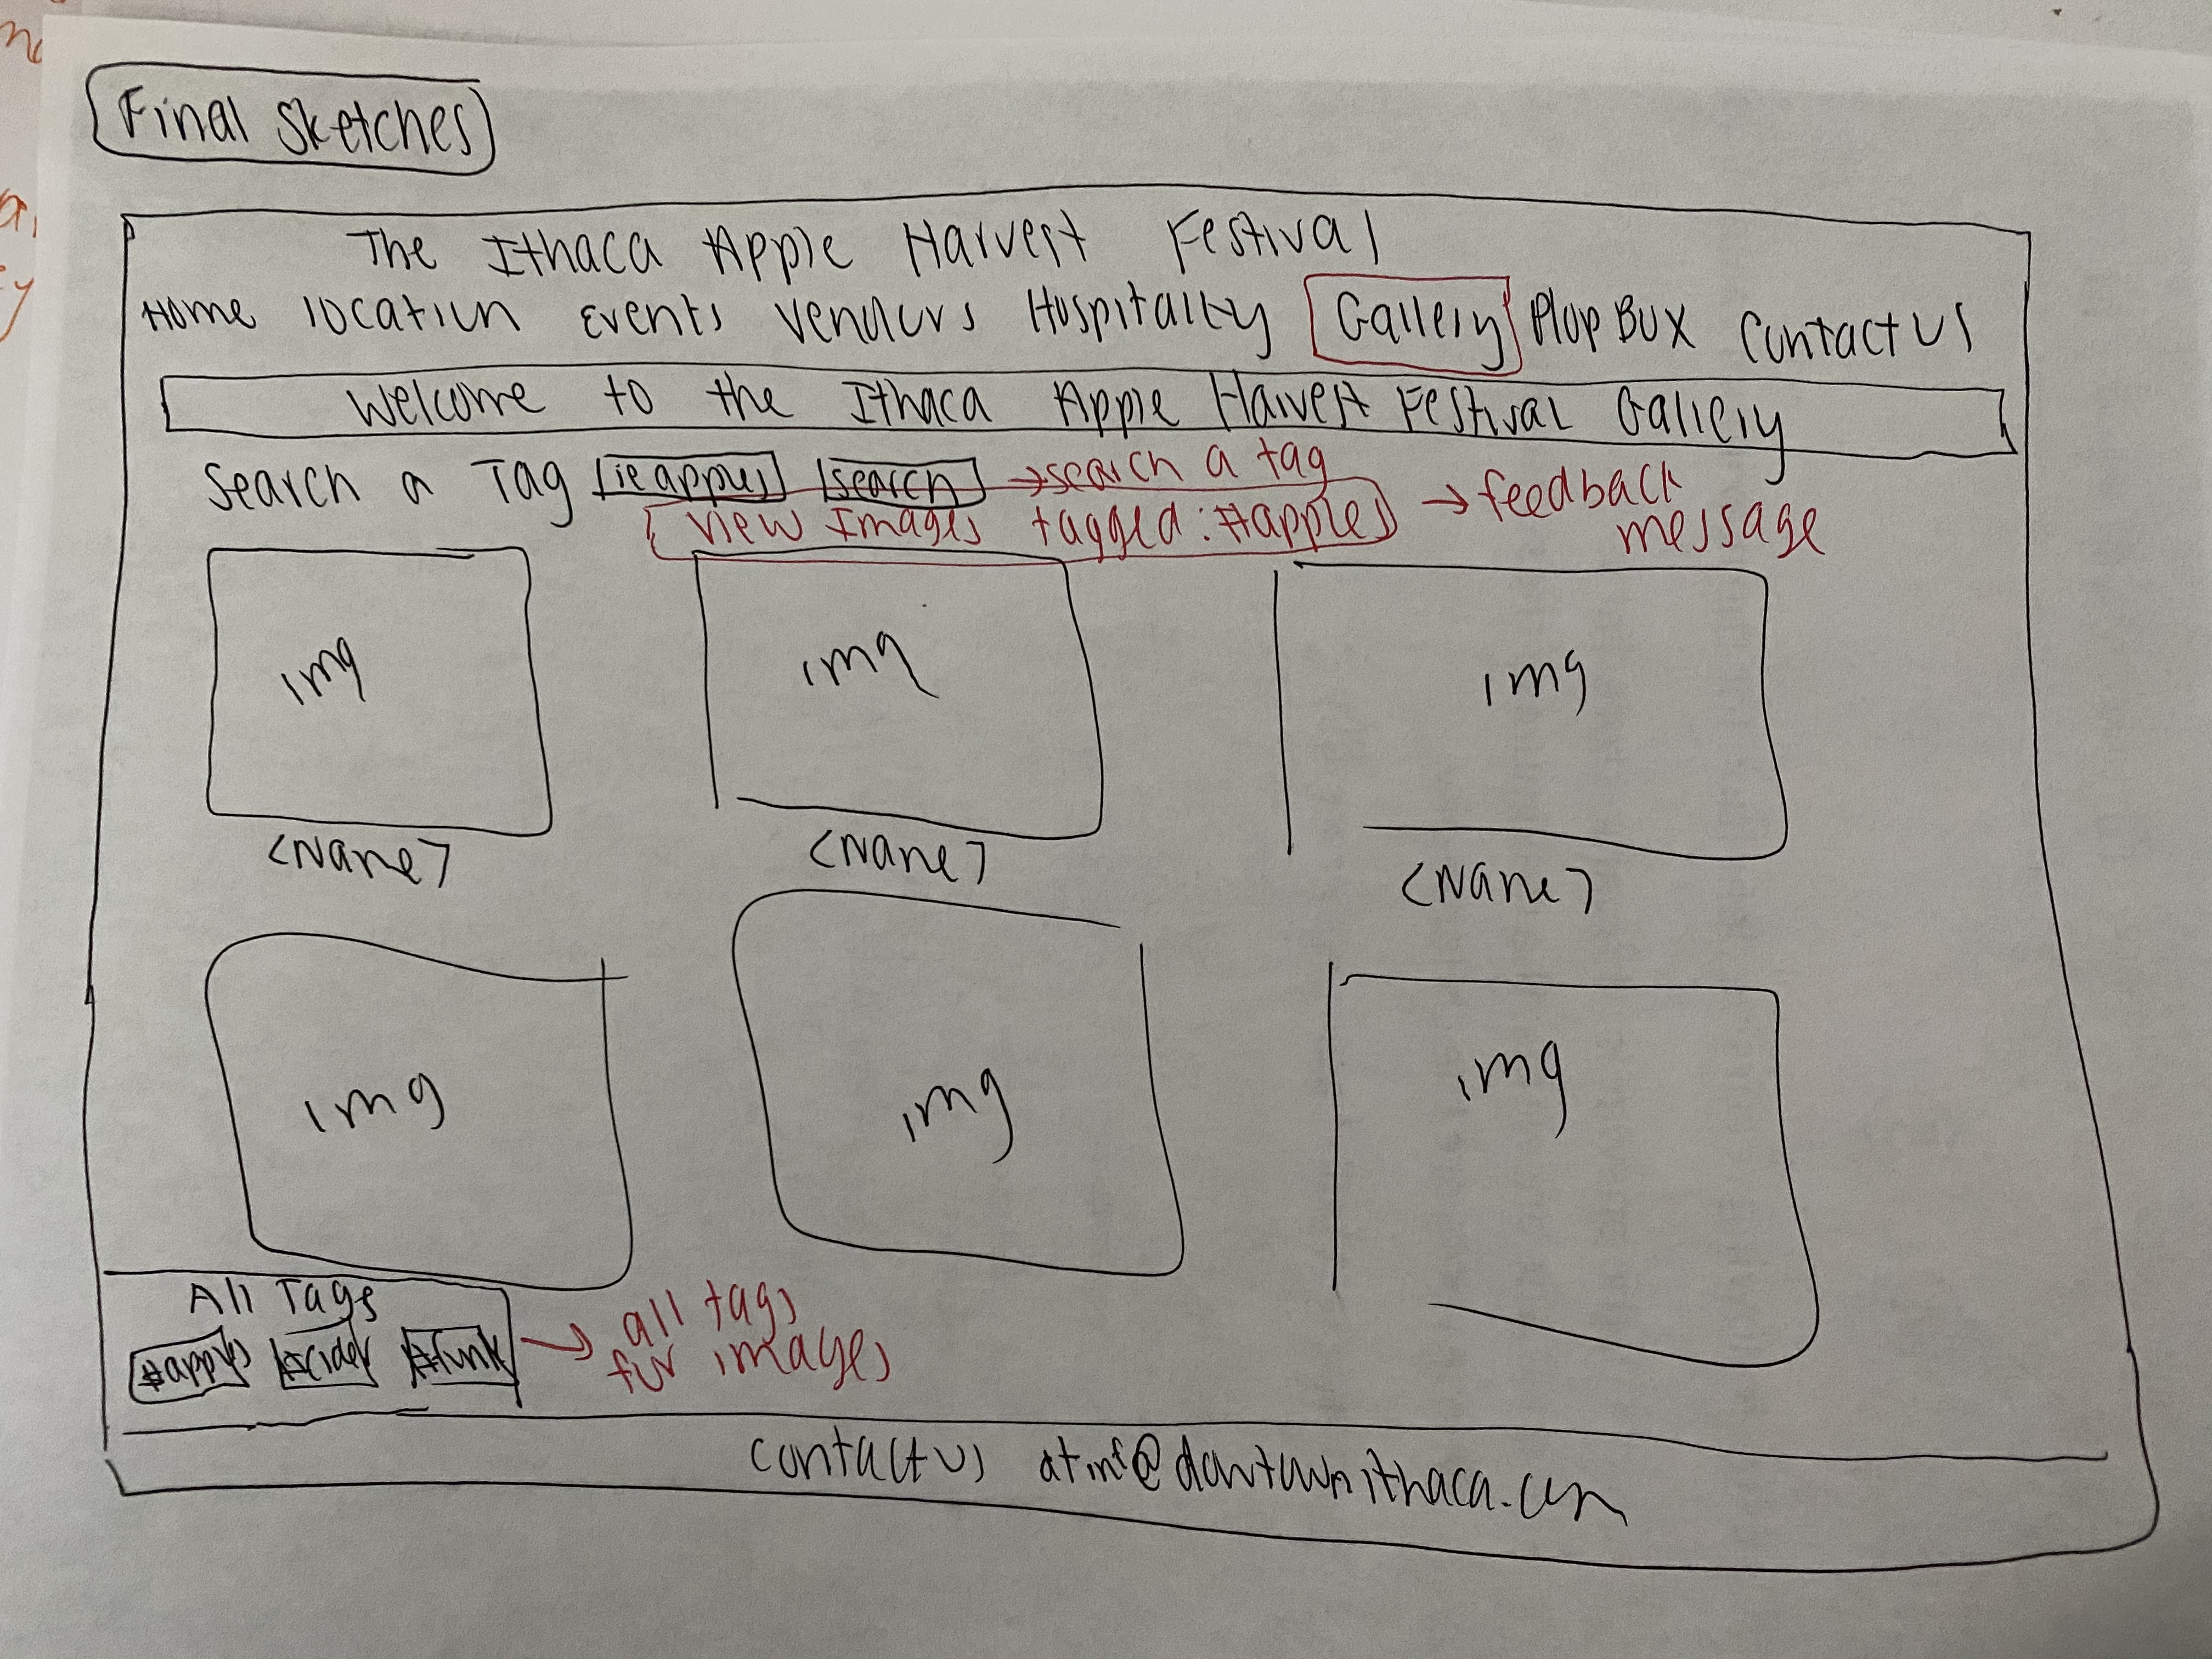 Final Sketches
The Ithaca Apple Harvest Festival
Home location Events Vendors Hospitality Gallery Plop Box Contact Us
Welcome to the Ithaca Apple Harvest Festival Gallery
Search a Tag ie apples search → search a tag
View Images tagged: #apples → feedback message
img img img
<Name> <Name> <Name>
img img img
All Tags → all tags for images
#apples #cider
contact us at info@downtownithaca.com